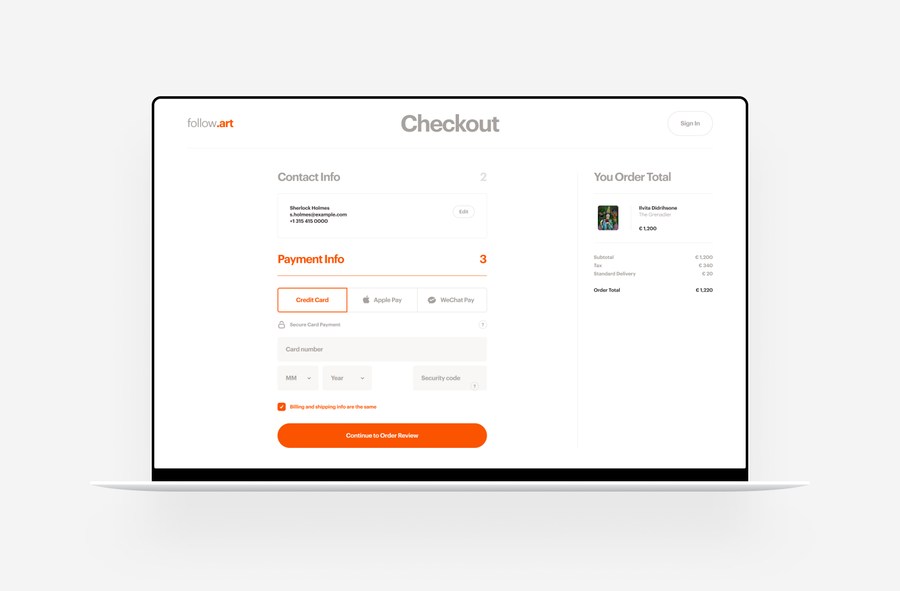 follow.art
Checkout
Sign In
Contact Info 2
Sherlock Holmes
s.holmes@example.com
+1 315 415 0000
Edit
Payment Info 3
Credit Card
Apple Pay
WeChat Pay
Secure Card Payment
?
Card number
MM
Year
Security code
?
Billing and shipping info are the same
Continue to Order Review
You Order Total
Rvita Didrihsone
The Grenadier
€ 1,200
Subtotal € 1,200
Tax € 240
Standard Delivery € 20
Order Total € 1,220